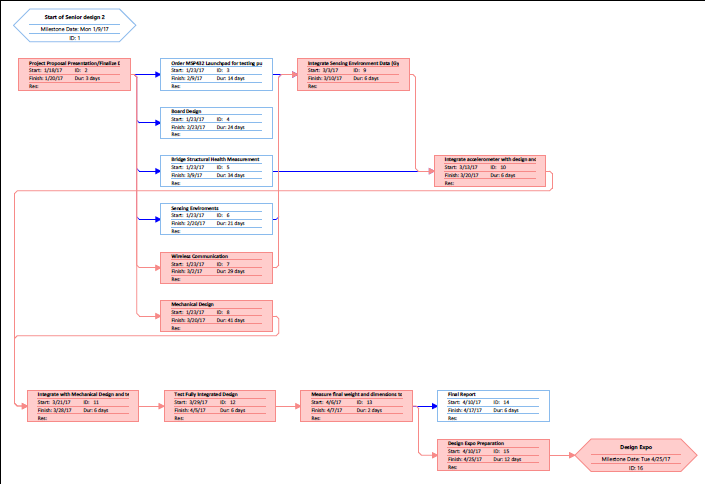 Start of Senior design 2
Milestone Date: Mon 1/9/17
ID: 1
Project Proposal Presentation/Finalize D
Start: 1/18/17 ID: 2
Finish: 1/20/17 Dur: 3 days
Res:
Order MSP432 Launchpad for testing pu
Start: 1/23/17 ID: 3
Finish: 2/9/17 Dur: 14 days
Res:
Integrate Sensing Environment Data (Gy
Start: 3/3/17 ID: 9
Finish: 3/10/17 Dur: 6 days
Res:
Board Design
Start: 1/23/17 ID: 4
Finish: 2/23/17 Dur: 24 days
Res:
Bridge Structural Health Measurement
Start: 1/23/17 ID: 5
Finish: 3/9/17 Dur: 34 days
Res:
Integrate accelerometer with design and
Start: 3/13/17 ID: 10
Finish: 3/20/17 Dur: 6 days
Res:
Sensing Enviroments
Start: 1/23/17 ID: 6
Finish: 2/20/17 Dur: 21 days
Res:
Wireless Communication
Start: 1/23/17 ID: 7
Finish: 3/2/17 Dur: 29 days
Res:
Mechanical Design
Start: 1/23/17 ID: 8
Finish: 3/20/17 Dur: 41 days
Res:
Integrate with Mechanical Design and te
Start: 3/21/17 ID: 11
Finish: 3/28/17 Dur: 6 days
Res:
Test Fully Integrated Design
Start: 3/29/17 ID: 12
Finish: 4/5/17 Dur: 6 days
Res:
Measure final weight and dimensions to
Start: 4/6/17 ID: 13
Finish: 4/7/17 Dur: 2 days
Res:
Final Report
Start: 4/10/17 ID: 14
Finish: 4/17/17 Dur: 6 days
Res:
Design Expo Preparation
Start: 4/10/17 ID: 15
Finish: 4/25/17 Dur: 12 days
Res:
Design Expo
Milestone Date: Tue 4/25/17
ID: 16